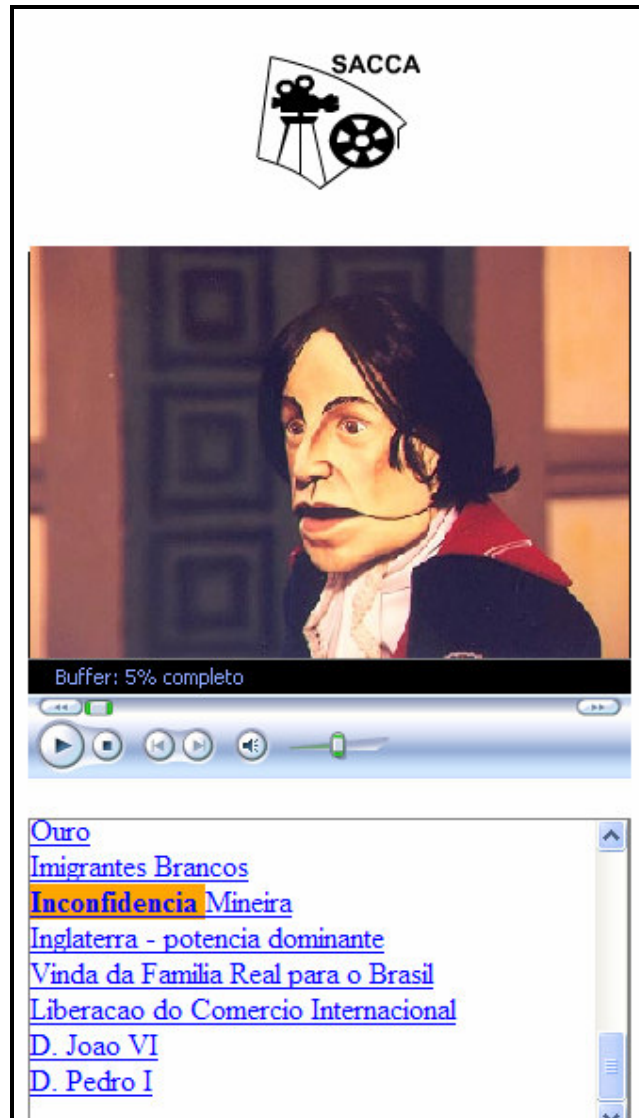 SACCA
Buffer: 5% completo
Ouro
Imigrantes Brancos
Inconfidencia Mineira
Inglaterra - potencia dominante
Vinda da Familia Real para o Brasil
Liberacao do Comercio Internacional
D. Joao VI
D. Pedro I